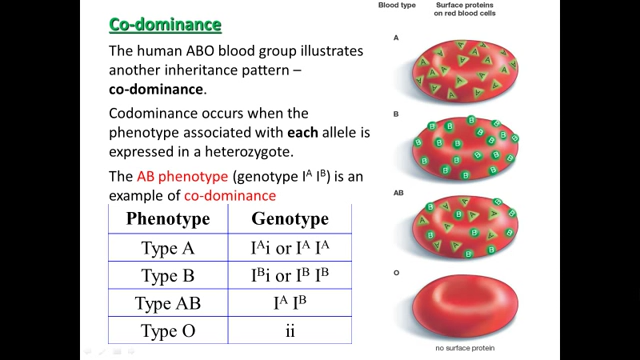 Co-dominance
The human ABO blood group illustrates
another inheritance pattern –
co-dominance.
Codominance occurs when the
phenotype associated with each allele is
expressed in a heterozygote.
The AB phenotype (genotype Iᴬ Iᴮ) is an
example of co-dominance
Phenotype Genotype
Type A Iᴬi or Iᴬ Iᴬ
Type B Iᴮi or Iᴮ Iᴮ
Type AB Iᴬ Iᴮ
Type O ii
Blood type Surface proteins
on red blood cells
A
B
AB
O
no surface protein